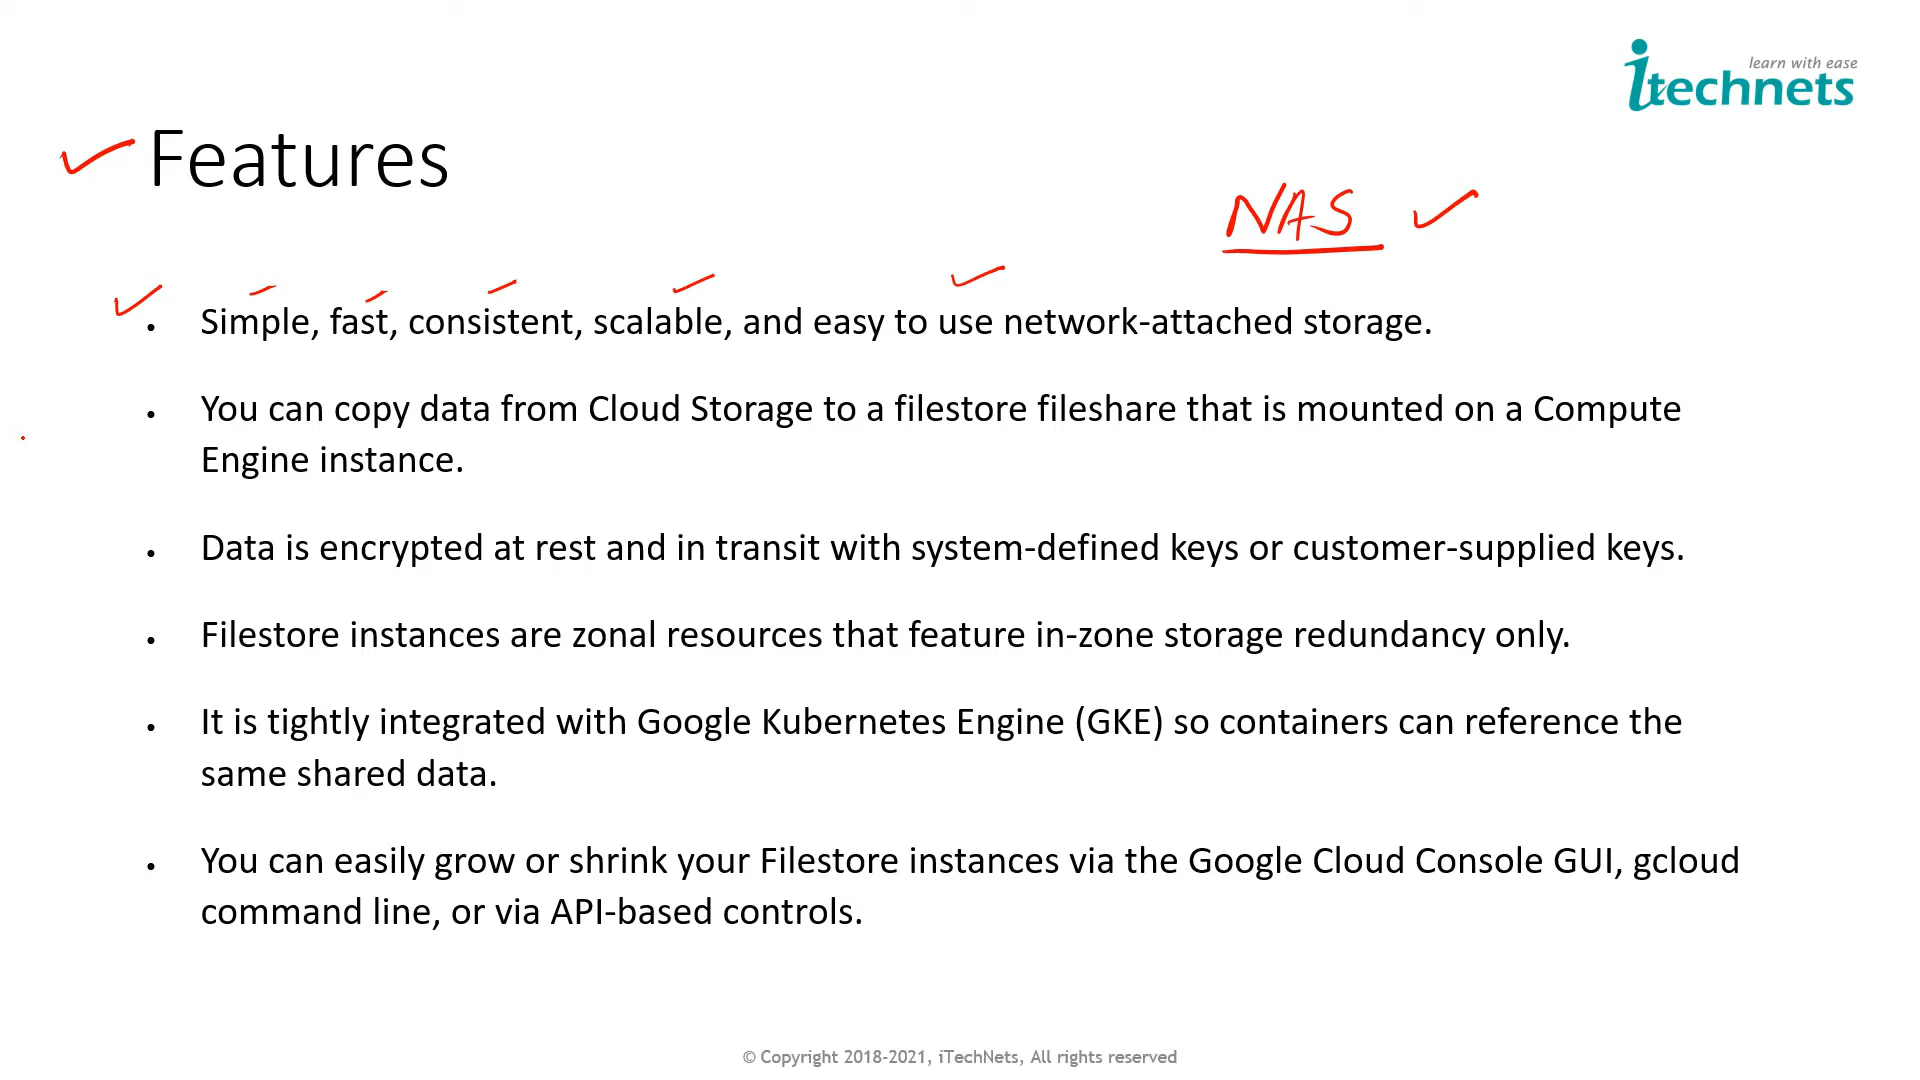 learn with ease
itechnets
Features
NAS
Simple, fast, consistent, scalable, and easy to use network-attached storage.
You can copy data from Cloud Storage to a filestore fileshare that is mounted on a Compute
Engine instance.
Data is encrypted at rest and in transit with system-defined keys or customer-supplied keys.
Filestore instances are zonal resources that feature in-zone storage redundancy only.
It is tightly integrated with Google Kubernetes Engine (GKE) so containers can reference the
same shared data.
You can easily grow or shrink your Filestore instances via the Google Cloud Console GUI, gcloud
command line, or via API-based controls.
© Copyright 2018-2021, iTechNets, All rights reserved